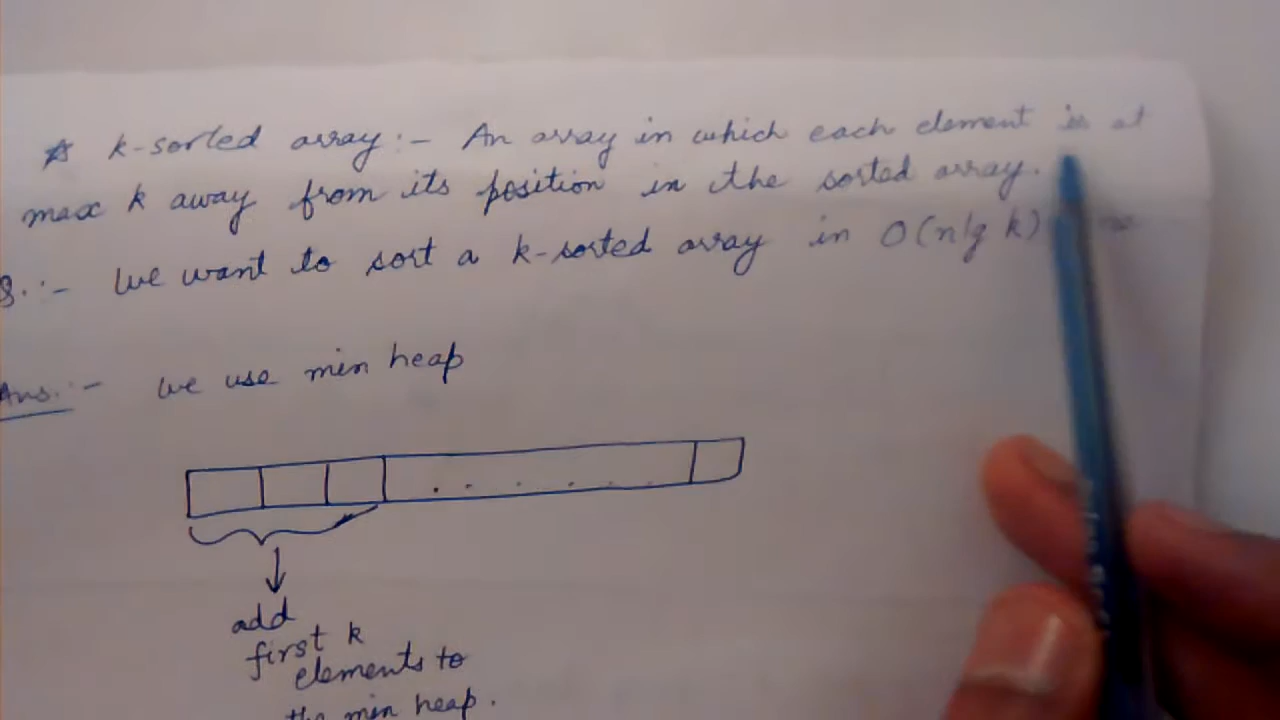 ☆ k-sorted array :- An array in which each element is at
max k away from its position in the sorted array.
:- We want to sort a k-sorted array in O(n lg k)
Ans. :- We use min heap
add
first k
elements to
the min heap.